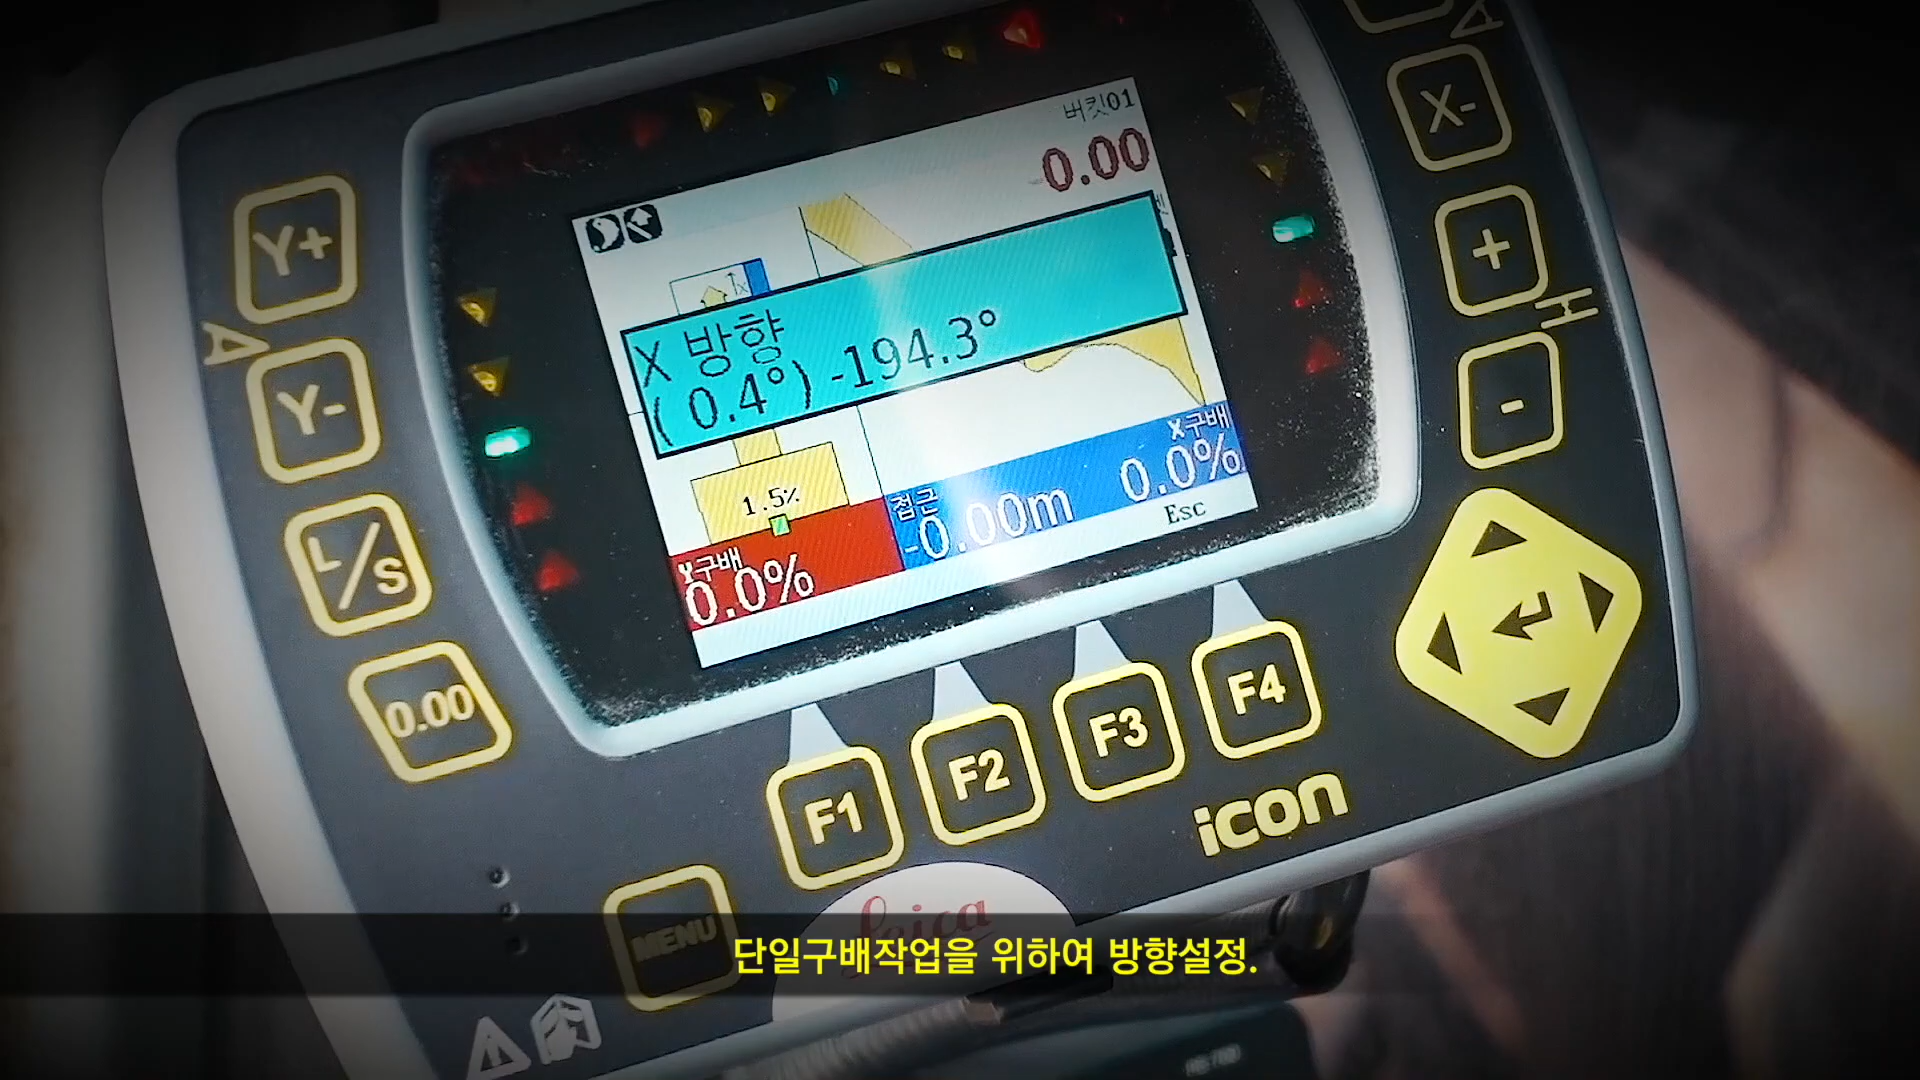 버킷01
0.00
X 방향
( 0.4°) -194.3°
1.5%
Y구배
0.0%
점근
-0.00m
X구배
0.0%
Esc
Y+
Y-
L/S
0.00
X-
+
H
-
F1
F2
F3
F4
icon
MENU
Leica
단일구배작업을 위하여 방향설정.